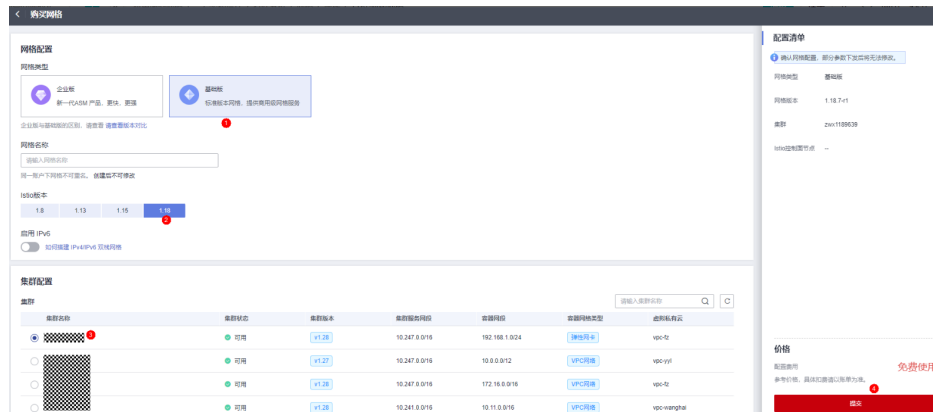 购买网格
网格配置
网格类型
企业版
新一代ASM 产品，更快，更强
基础版
标准版本网格，提供商用级网格服务
1
企业版与基础版的区别，请查看 请查看版本对比
网格名称
请输入网格名称
同一账户下网格不可重名。 创建后不可修改
Istio版本
1.8 1.13 1.15 1.18
2
启用 IPv6
如何搭建 IPv4/IPv6 双栈网格
集群配置
集群
请输入集群名称
集群名称 集群状态 集群版本 集群服务网段 容器网段 容器网络类型 虚拟私有云
3 可用 v1.28 10.247.0.0/16 192.168.1.0/24 弹性网卡 vpc-fz
可用 v1.27 10.247.0.0/16 10.0.0.0/12 VPC网络 vpc-yyl
可用 v1.28 10.247.0.0/16 172.16.0.0/16 VPC网络 vpc-fz
可用 v1.28 10.241.0.0/16 10.11.0.0/16 VPC网络 vpc-wanghai
配置清单
确认网格配置，部分参数下发后将无法修改。
网格类型 基础版
网格版本 1.18.7-r1
集群 zwx1189639
Istio控制面节点 --
价格
配置费用 免费使用
参考价格，具体扣费请以账单为准。
4
提交